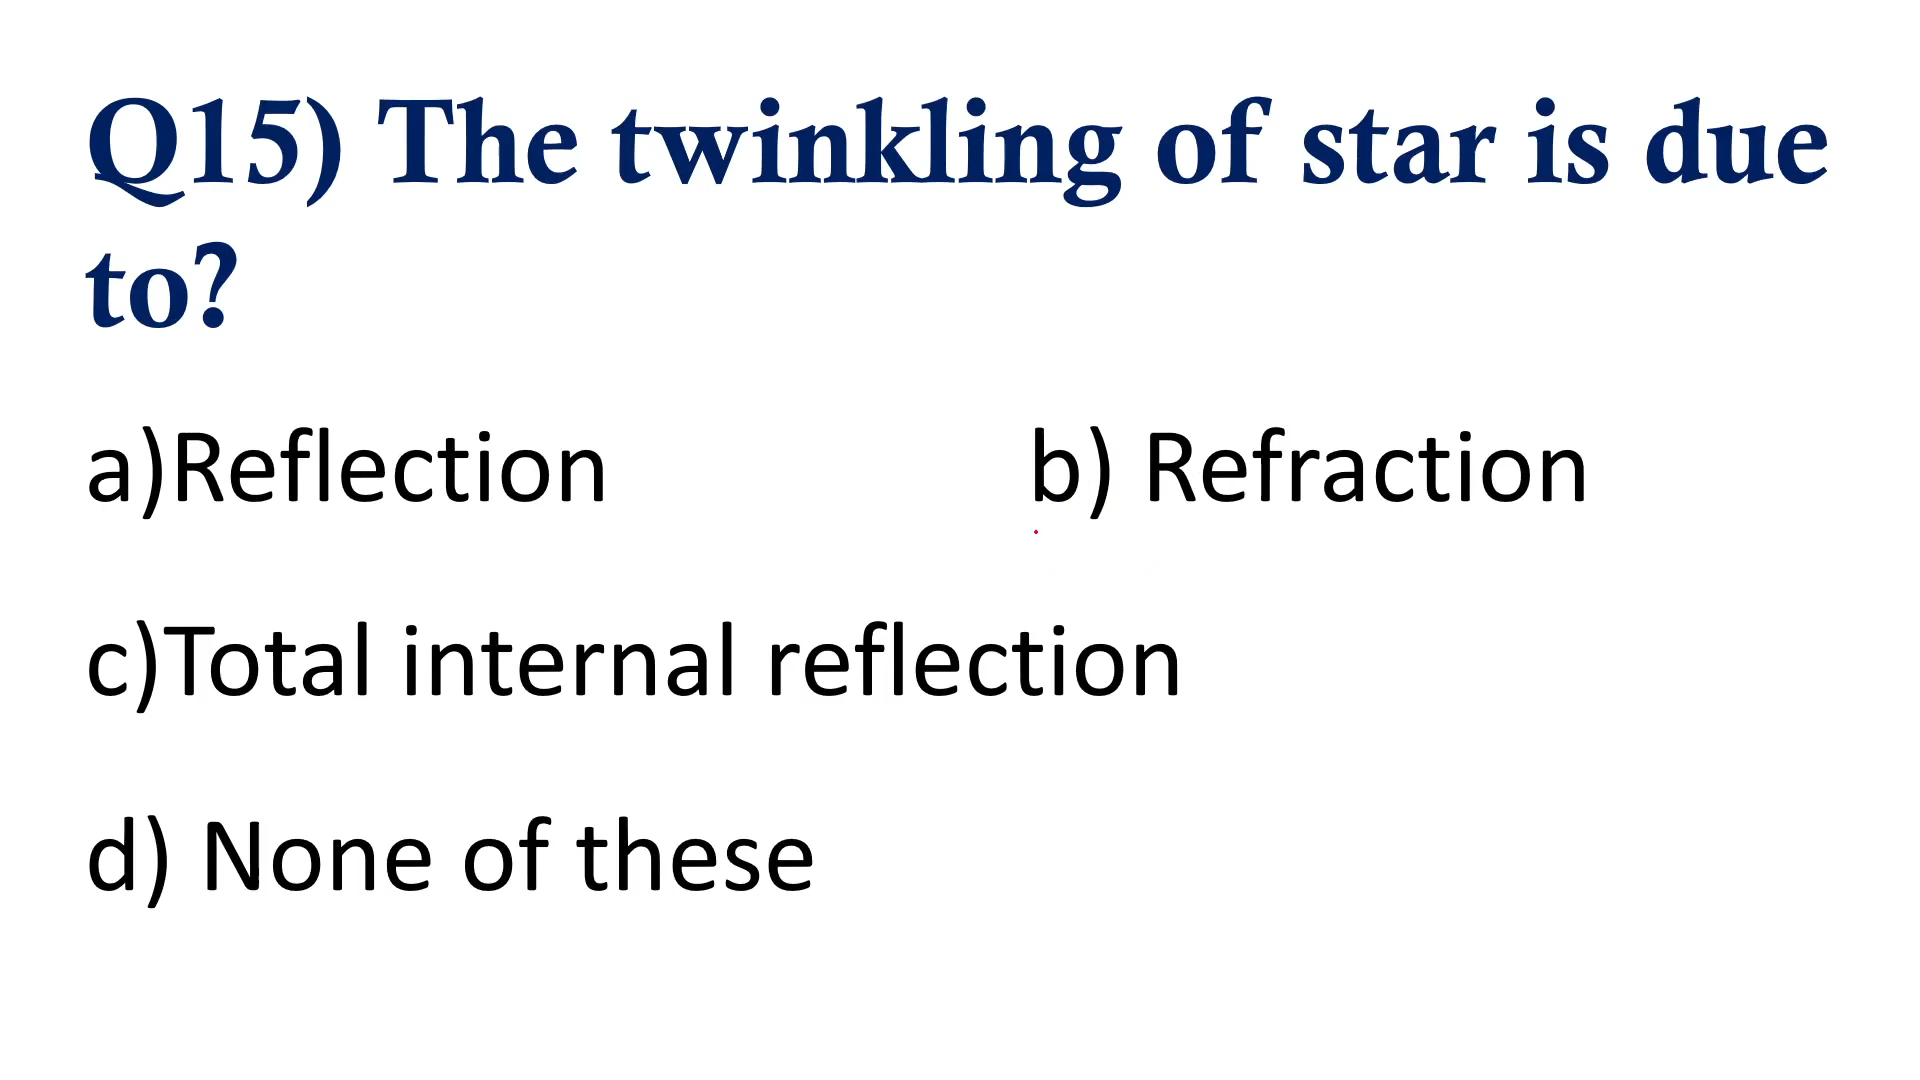 Q15) The twinkling of star is due
to?
a)Reflection b) Refraction
c)Total internal reflection
d) None of these